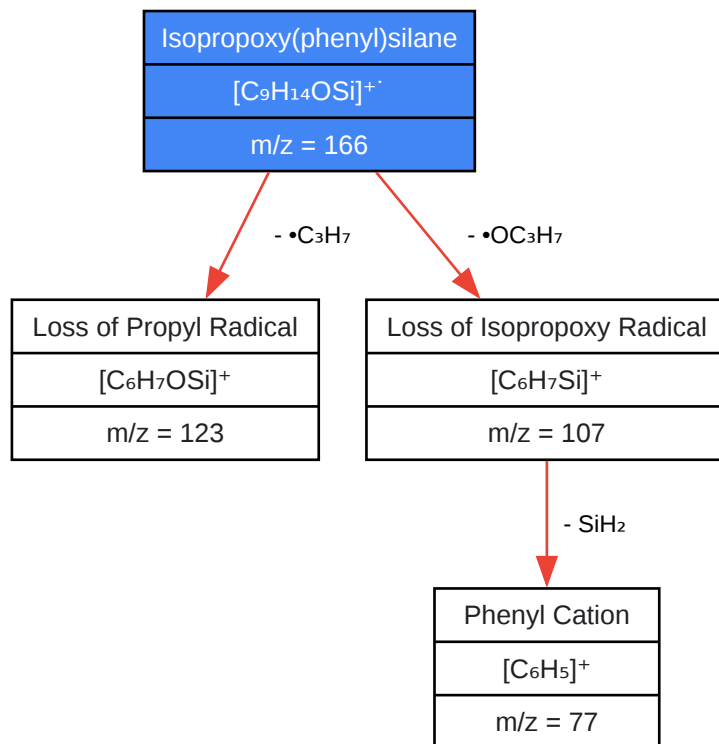 Isopropoxy(phenyl)silane
[C₉H₁₄OSi]⁺˙
m/z = 166
- •C₃H₇
- •OC₃H₇
Loss of Propyl Radical
[C₆H₇OSi]⁺
m/z = 123
Loss of Isopropoxy Radical
[C₆H₇Si]⁺
m/z = 107
- SiH₂
Phenyl Cation
[C₆H₅]⁺
m/z = 77